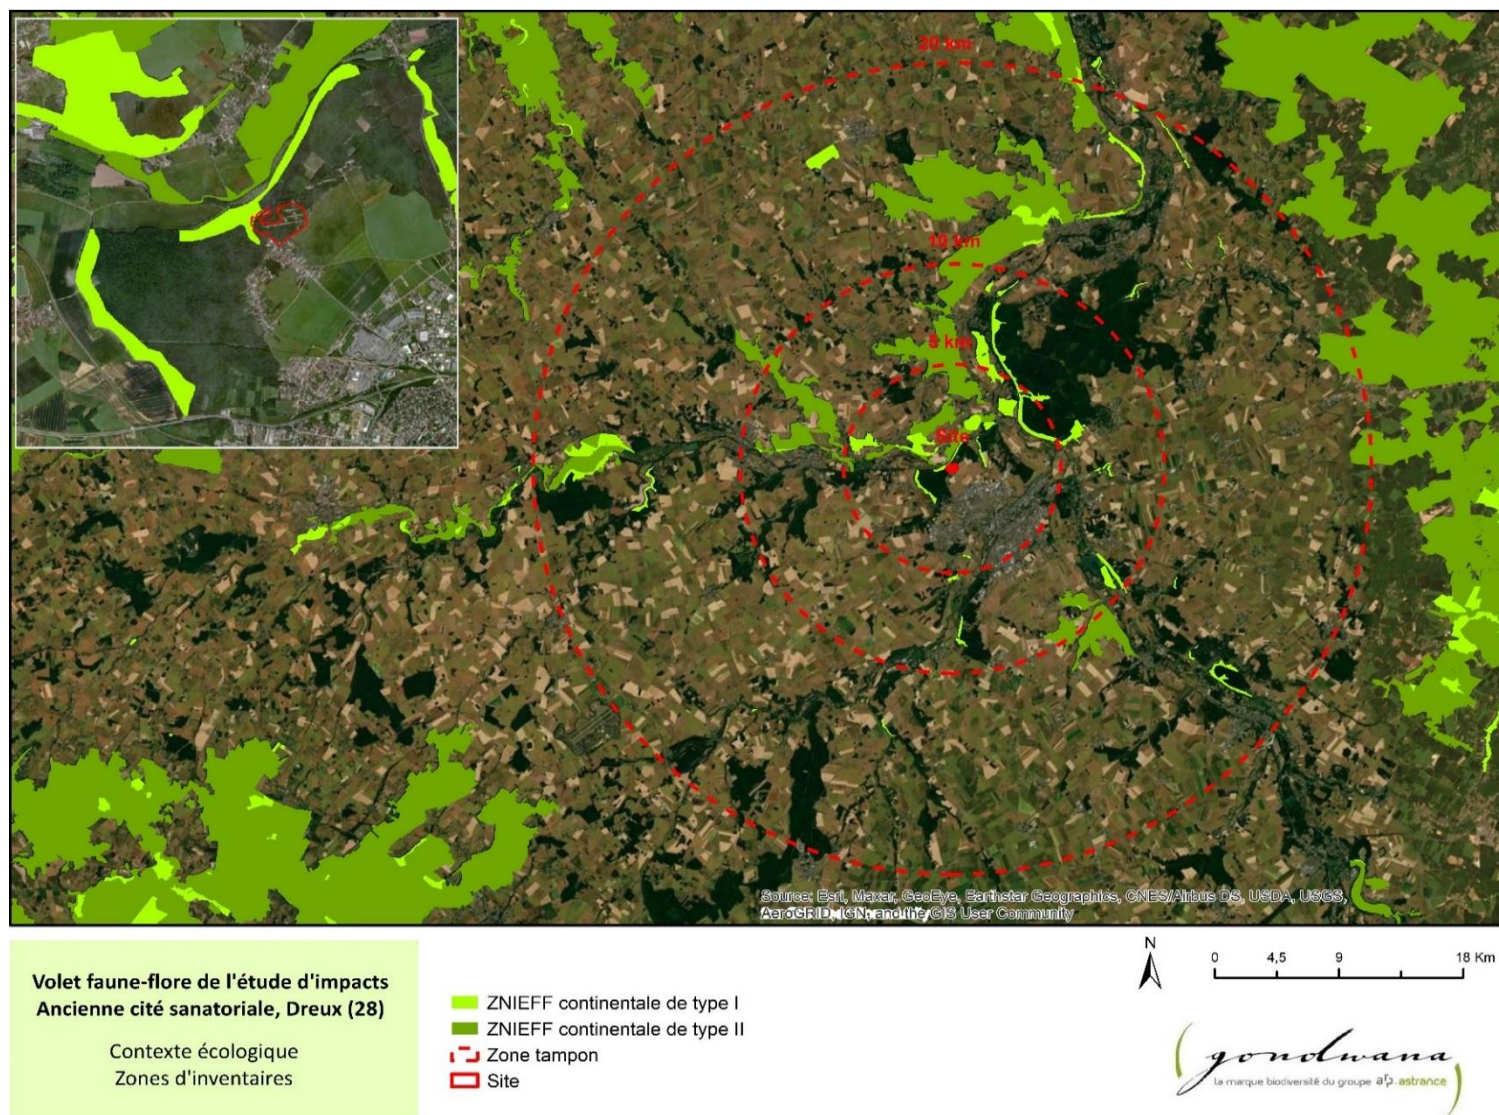 20 km
10 km
5 km
Site
Source: Esri, Maxar, GeoEye, Earthstar Geographics, CNES/Airbus DS, USDA, USGS,
AeroGRID, IGN, and the GIS User Community
Volet faune-flore de l'étude d'impacts
Ancienne cité sanatoriale, Dreux (28)
Contexte écologique
Zones d'inventaires
ZNIEFF continentale de type I
ZNIEFF continentale de type II
Zone tampon
Site
N
0 4,5 9 18 Km
gondwana
la marque biodiversité du groupe arp.astrance